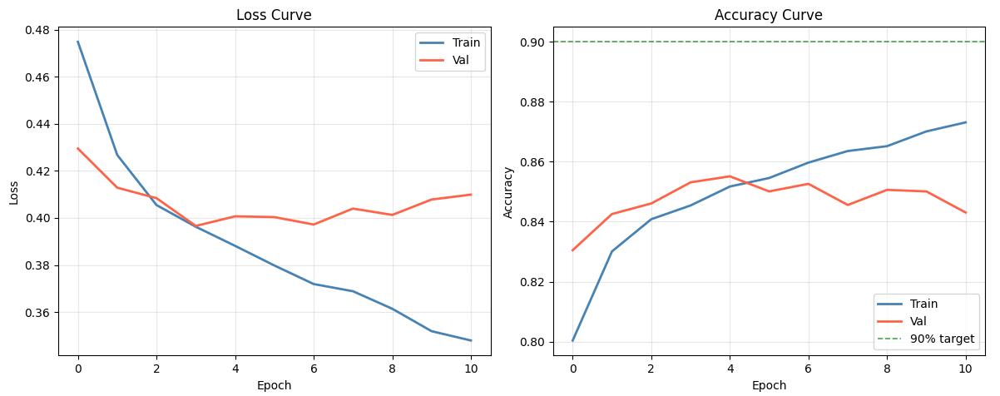 Loss Curve
0.48
0.46
0.44
0.42
0.40
0.38
0.36
Loss
0 2 4 6 8 10
Epoch
Train
Val
Accuracy Curve
0.90
0.88
0.86
0.84
0.82
0.80
Accuracy
0 2 4 6 8 10
Epoch
Train
Val
90% target